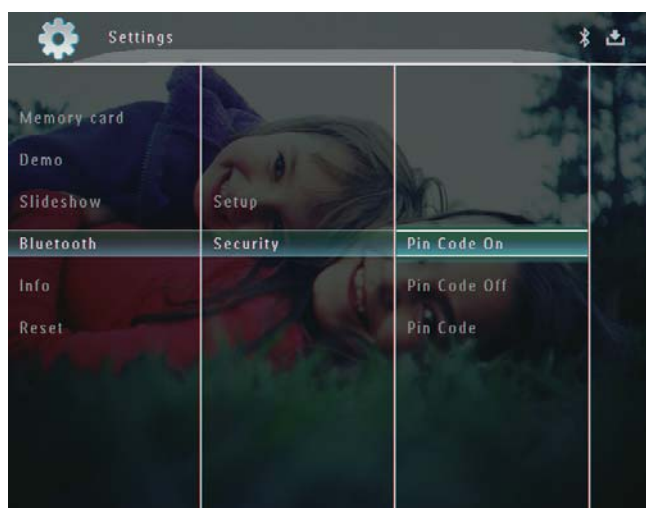 Settings
Memory card
Demo
Slideshow
Setup
Bluetooth
Security
Pin Code On
Info
Pin Code Off
Reset
Pin Code